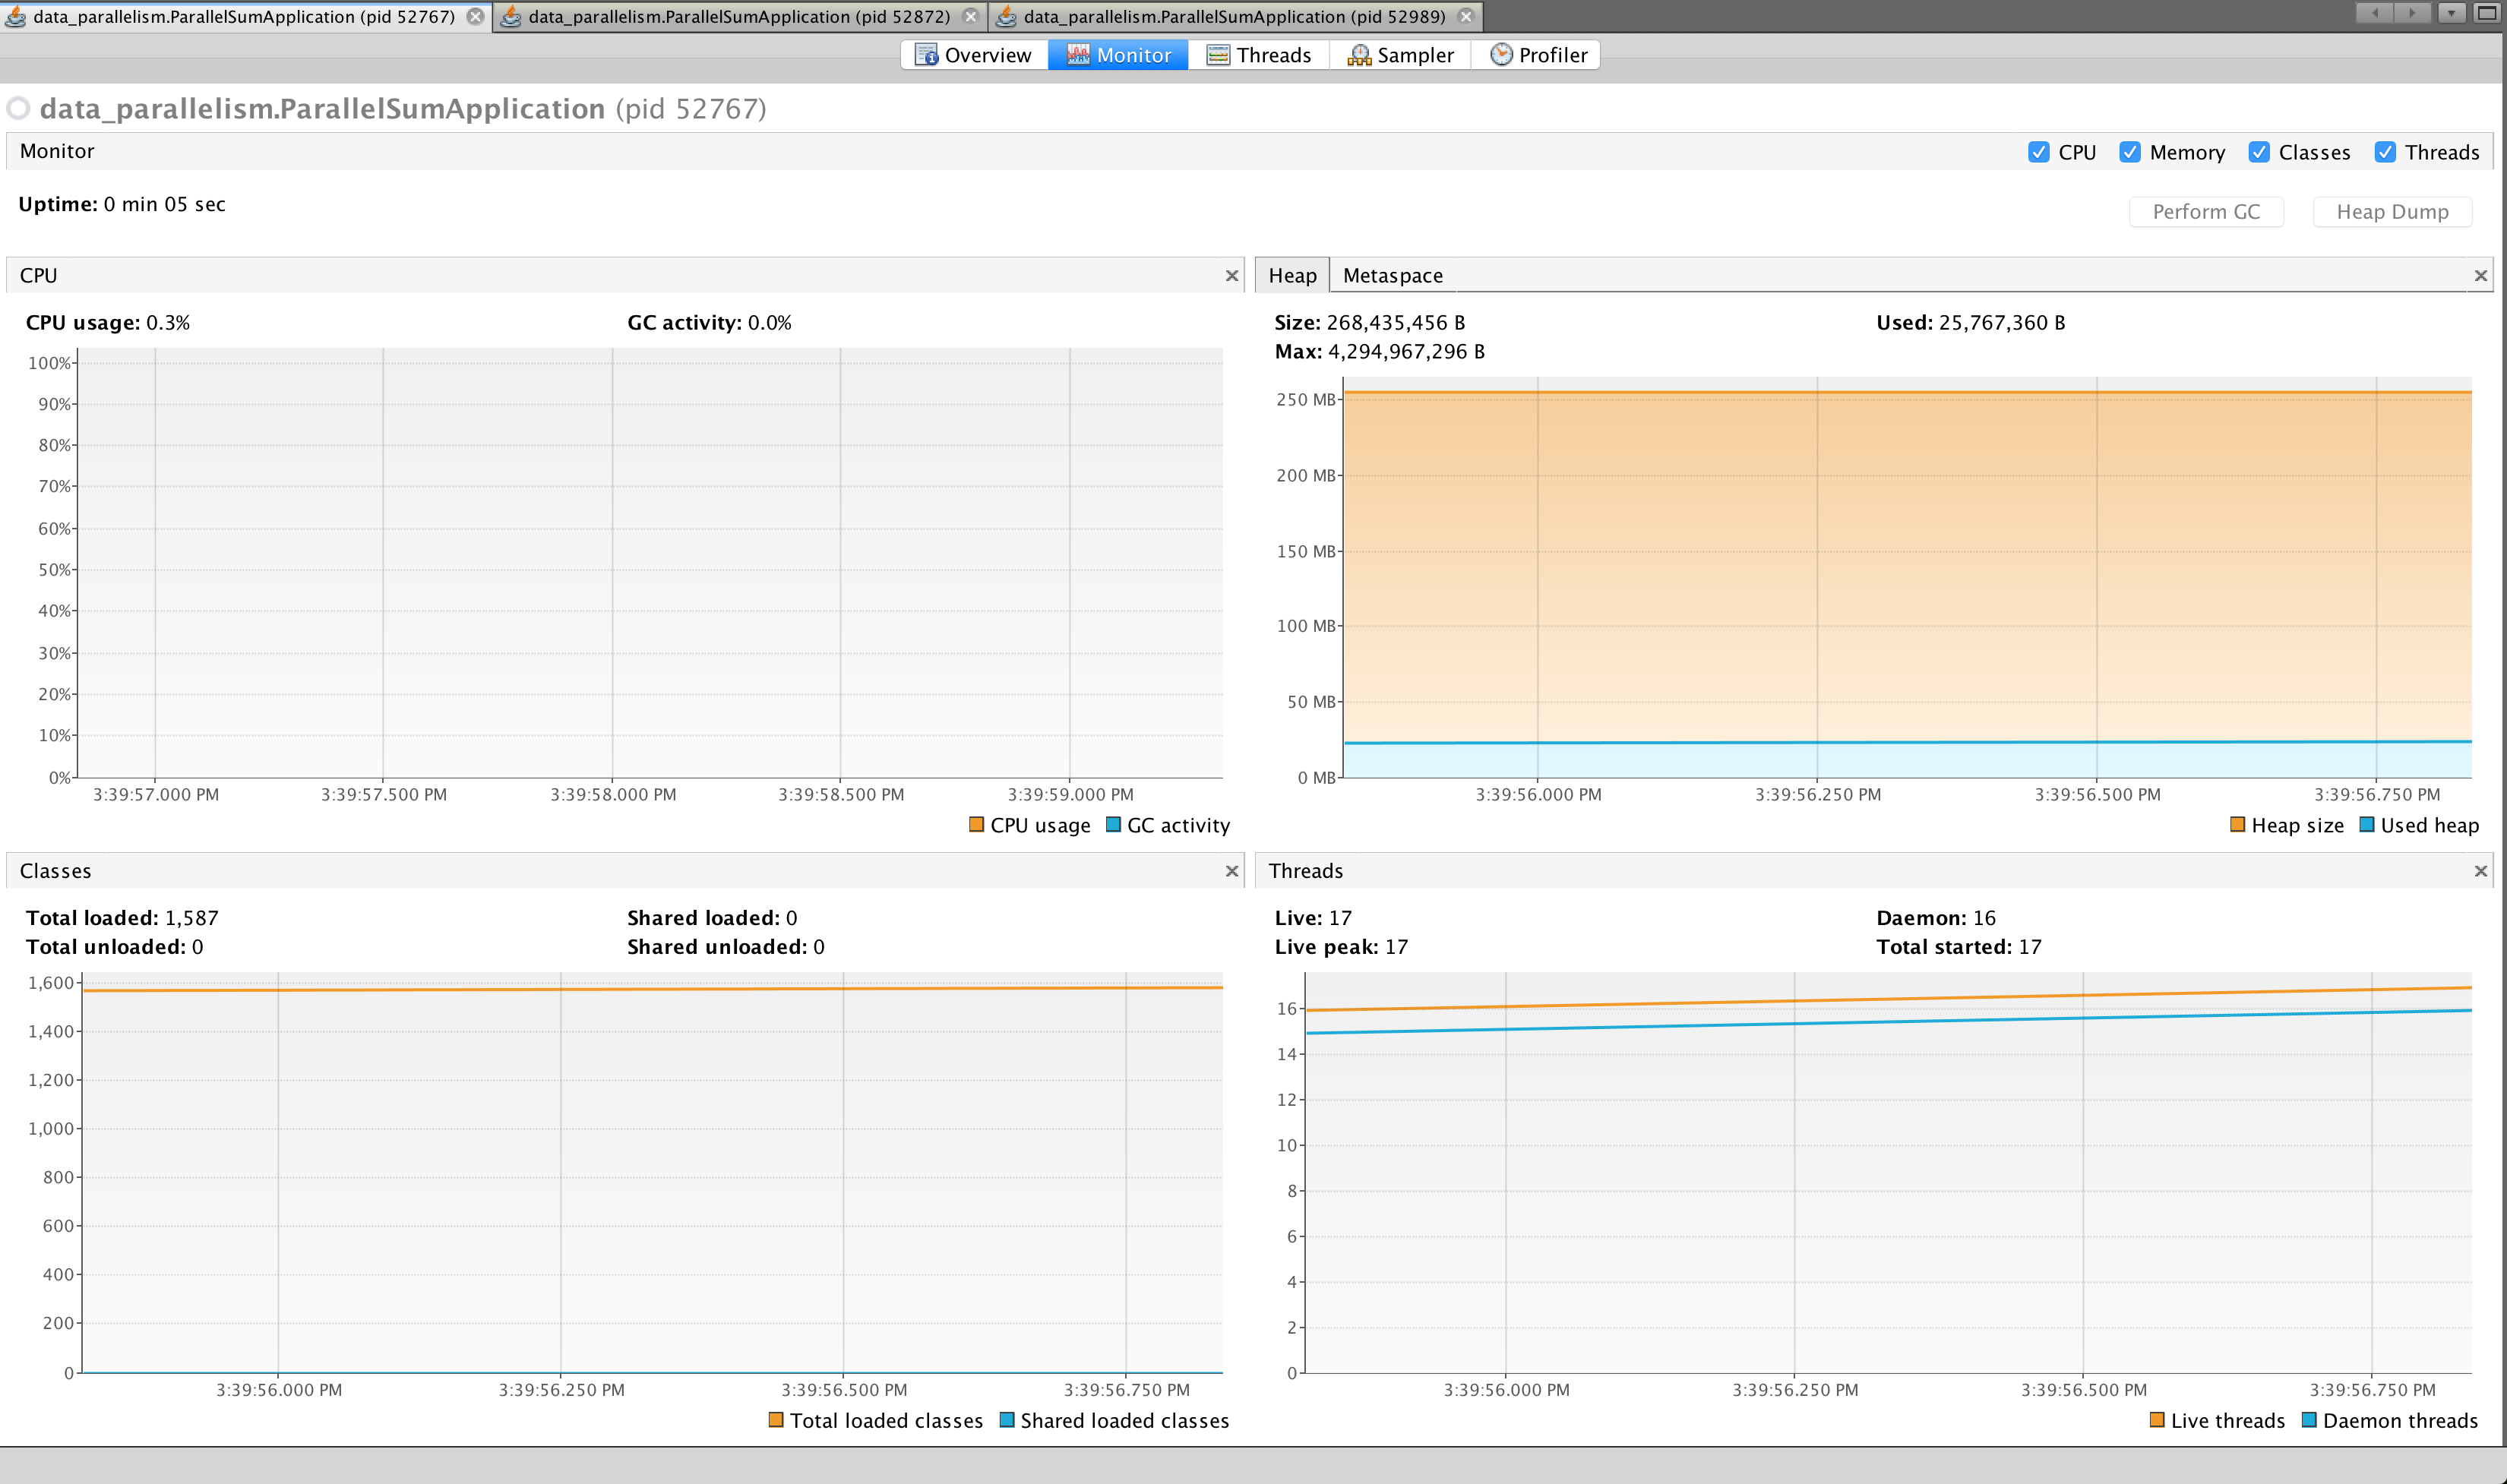 data_parallelism.ParallelSumApplication (pid 52767) data_parallelism.ParallelSumApplication (pid 52872) data_parallelism.ParallelSumApplication (pid 52989)
Overview Monitor Threads Sampler Profiler
data_parallelism.ParallelSumApplication (pid 52767)
Monitor CPU Memory Classes Threads
Uptime: 0 min 05 sec
Perform GC Heap Dump
CPU
CPU usage: 0.3% GC activity: 0.0%
100%
90%
80%
70%
60%
50%
40%
30%
20%
10%
0%
3:39:57.000 PM 3:39:57.500 PM 3:39:58.000 PM 3:39:58.500 PM 3:39:59.000 PM
CPU usage GC activity
Heap Metaspace
Size: 268,435,456 B Used: 25,767,360 B
Max: 4,294,967,296 B
250 MB
200 MB
150 MB
100 MB
50 MB
0 MB
3:39:56.000 PM 3:39:56.250 PM 3:39:56.500 PM 3:39:56.750 PM
Heap size Used heap
Classes
Total loaded: 1,587 Shared loaded: 0
Total unloaded: 0 Shared unloaded: 0
1,600
1,400
1,200
1,000
800
600
400
200
0
3:39:56.000 PM 3:39:56.250 PM 3:39:56.500 PM 3:39:56.750 PM
Total loaded classes Shared loaded classes
Threads
Live: 17 Daemon: 16
Live peak: 17 Total started: 17
16
14
12
10
8
6
4
2
0
3:39:56.000 PM 3:39:56.250 PM 3:39:56.500 PM 3:39:56.750 PM
Live threads Daemon threads